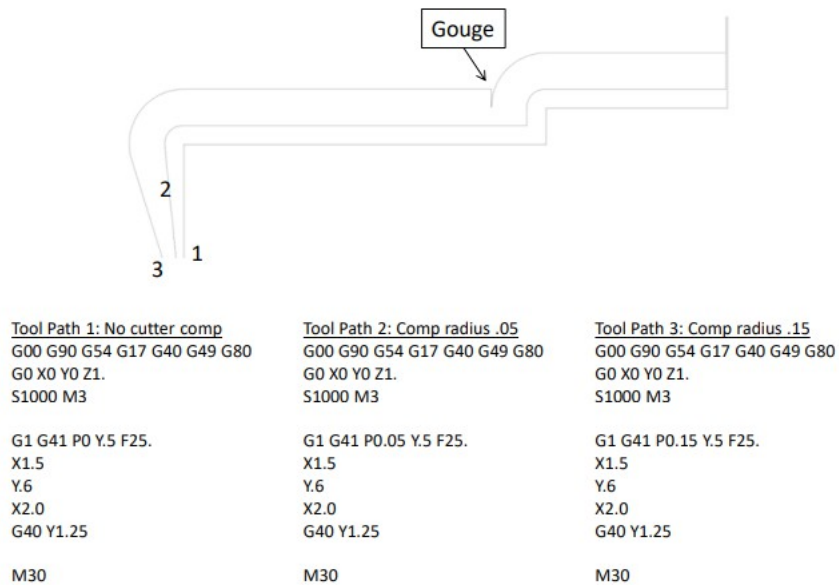 Gouge
2
1
3
Tool Path 1: No cutter comp
G00 G90 G54 G17 G40 G49 G80
G0 X0 Y0 Z1.
S1000 M3
G1 G41 P0 Y.5 F25.
X1.5
Y.6
X2.0
G40 Y1.25
M30
Tool Path 2: Comp radius .05
G00 G90 G54 G17 G40 G49 G80
G0 X0 Y0 Z1.
S1000 M3
G1 G41 P0.05 Y.5 F25.
X1.5
Y.6
X2.0
G40 Y1.25
M30
Tool Path 3: Comp radius .15
G00 G90 G54 G17 G40 G49 G80
G0 X0 Y0 Z1.
S1000 M3
G1 G41 P0.15 Y.5 F25.
X1.5
Y.6
X2.0
G40 Y1.25
M30